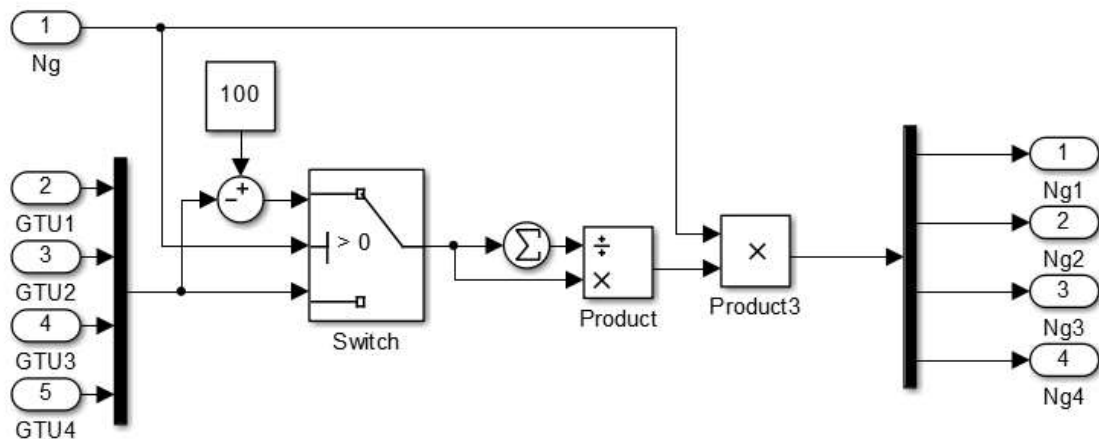 1
Ng
100
− +
2
GTU1
3
GTU2
4
GTU3
5
GTU4
> 0
Switch
Σ
÷
×
Product
×
Product3
1
Ng1
2
Ng2
3
Ng3
4
Ng4